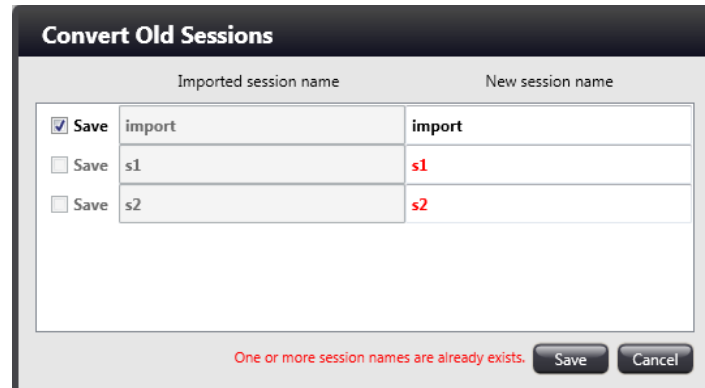 Convert Old Sessions
Imported session name New session name
Save import import
Save s1 s1
Save s2 s2
One or more session names are already exists. Save Cancel